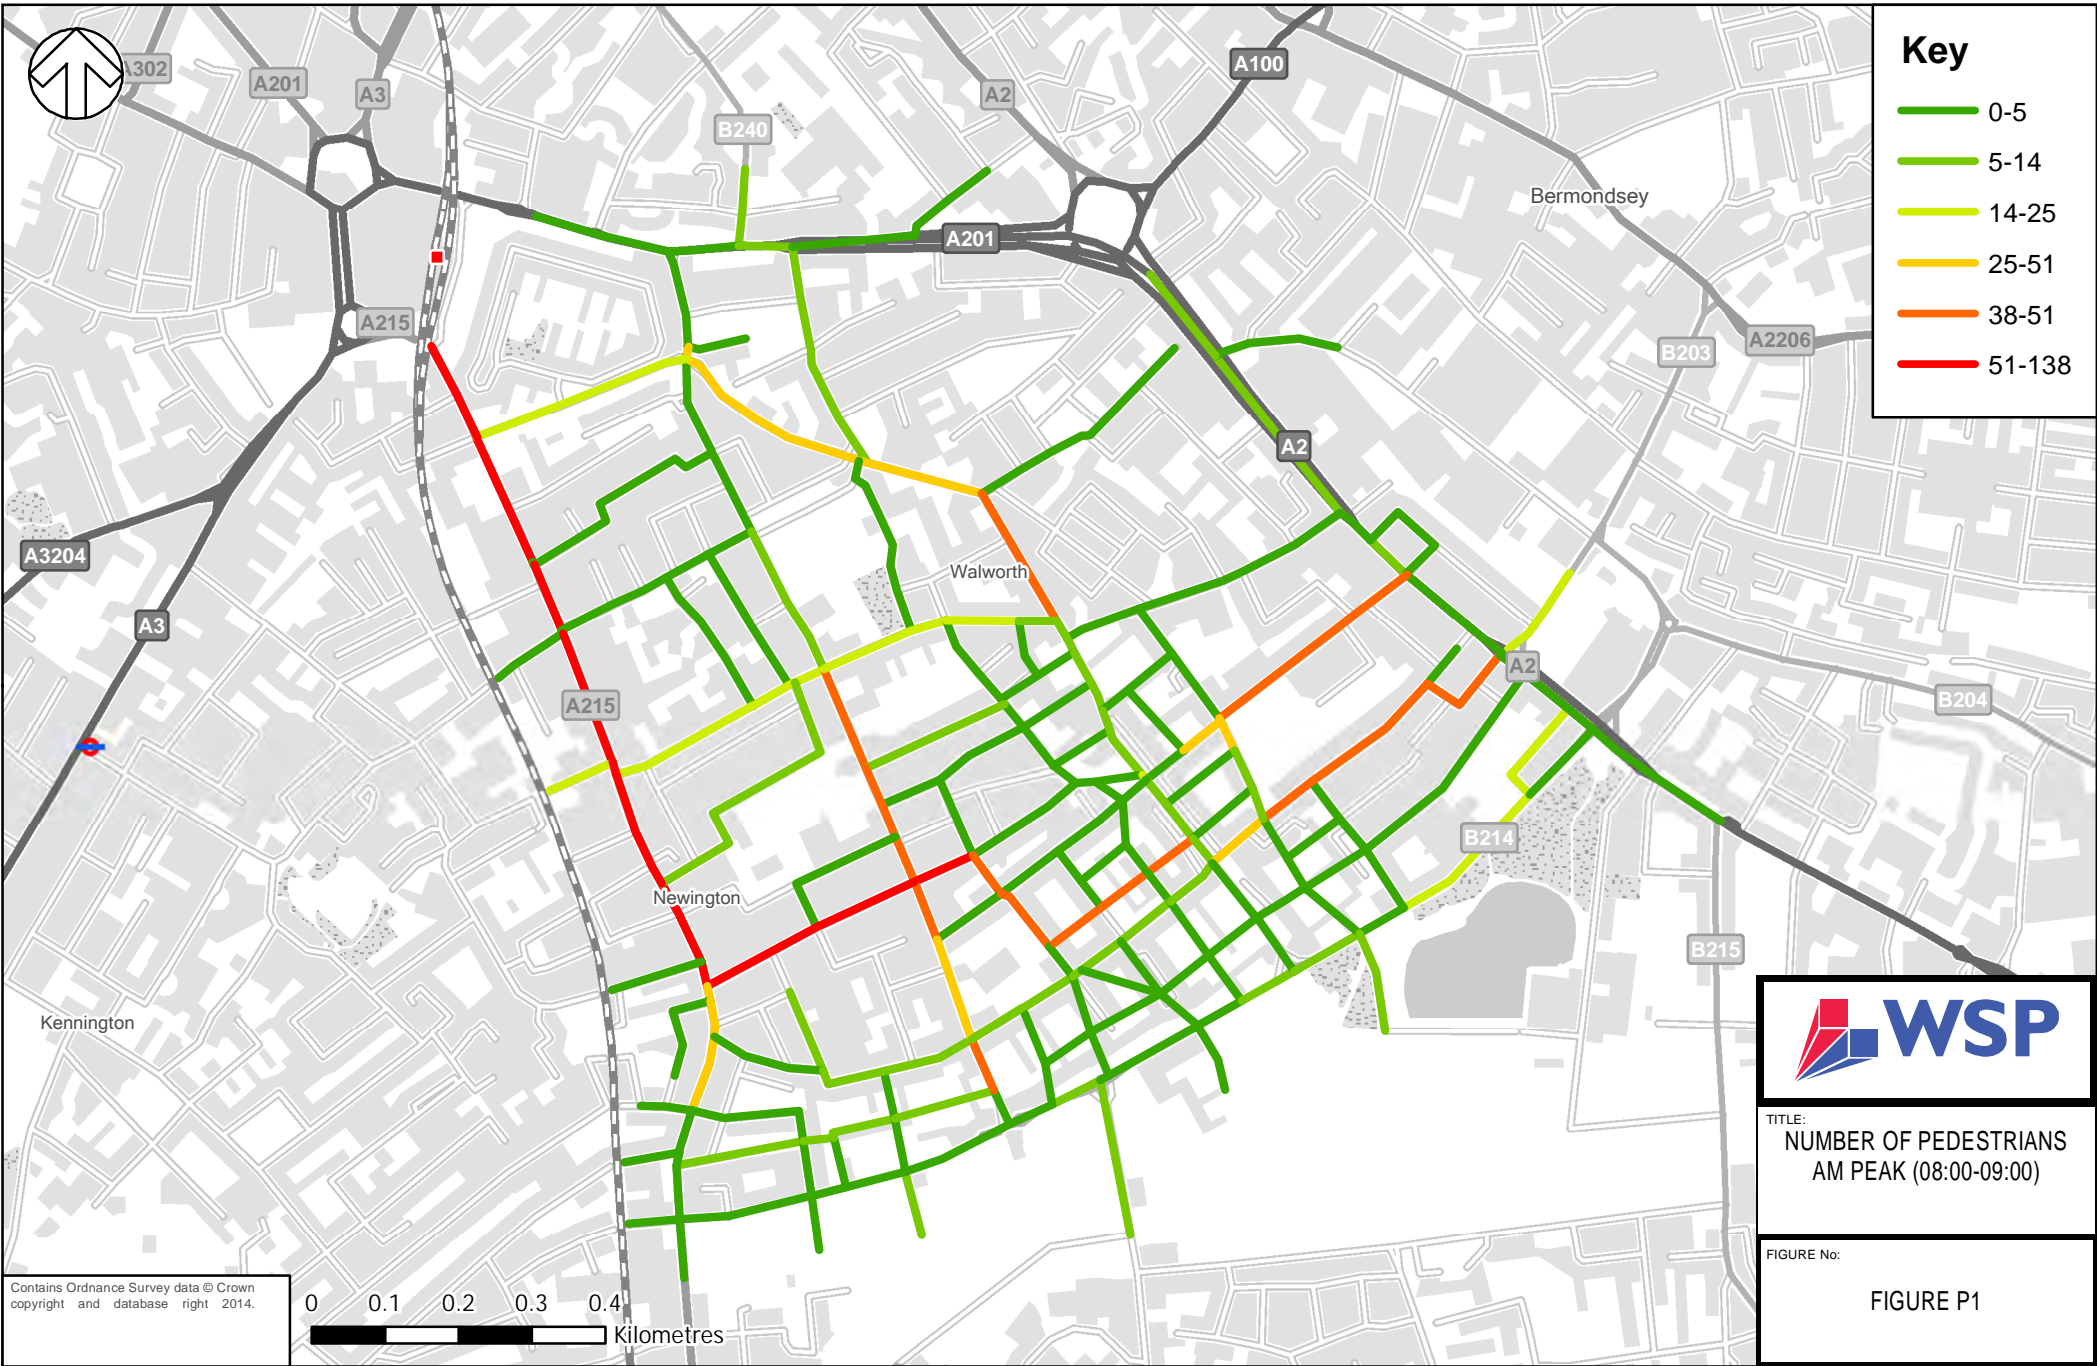 A302
A201
A3
B240
A2
A100
Bermondsey
A201
A215
B203
A2206
A2
A3204
Walworth
A3
A2
A215
B204
B214
Newington
B215
Kennington
Key
0-5
5-14
14-25
25-51
38-51
51-138
WSP
TITLE:
NUMBER OF PEDESTRIANS
AM PEAK (08:00-09:00)
FIGURE No:
FIGURE P1
Contains Ordnance Survey data © Crown
copyright and database right 2014.
0 0.1 0.2 0.3 0.4
Kilometres